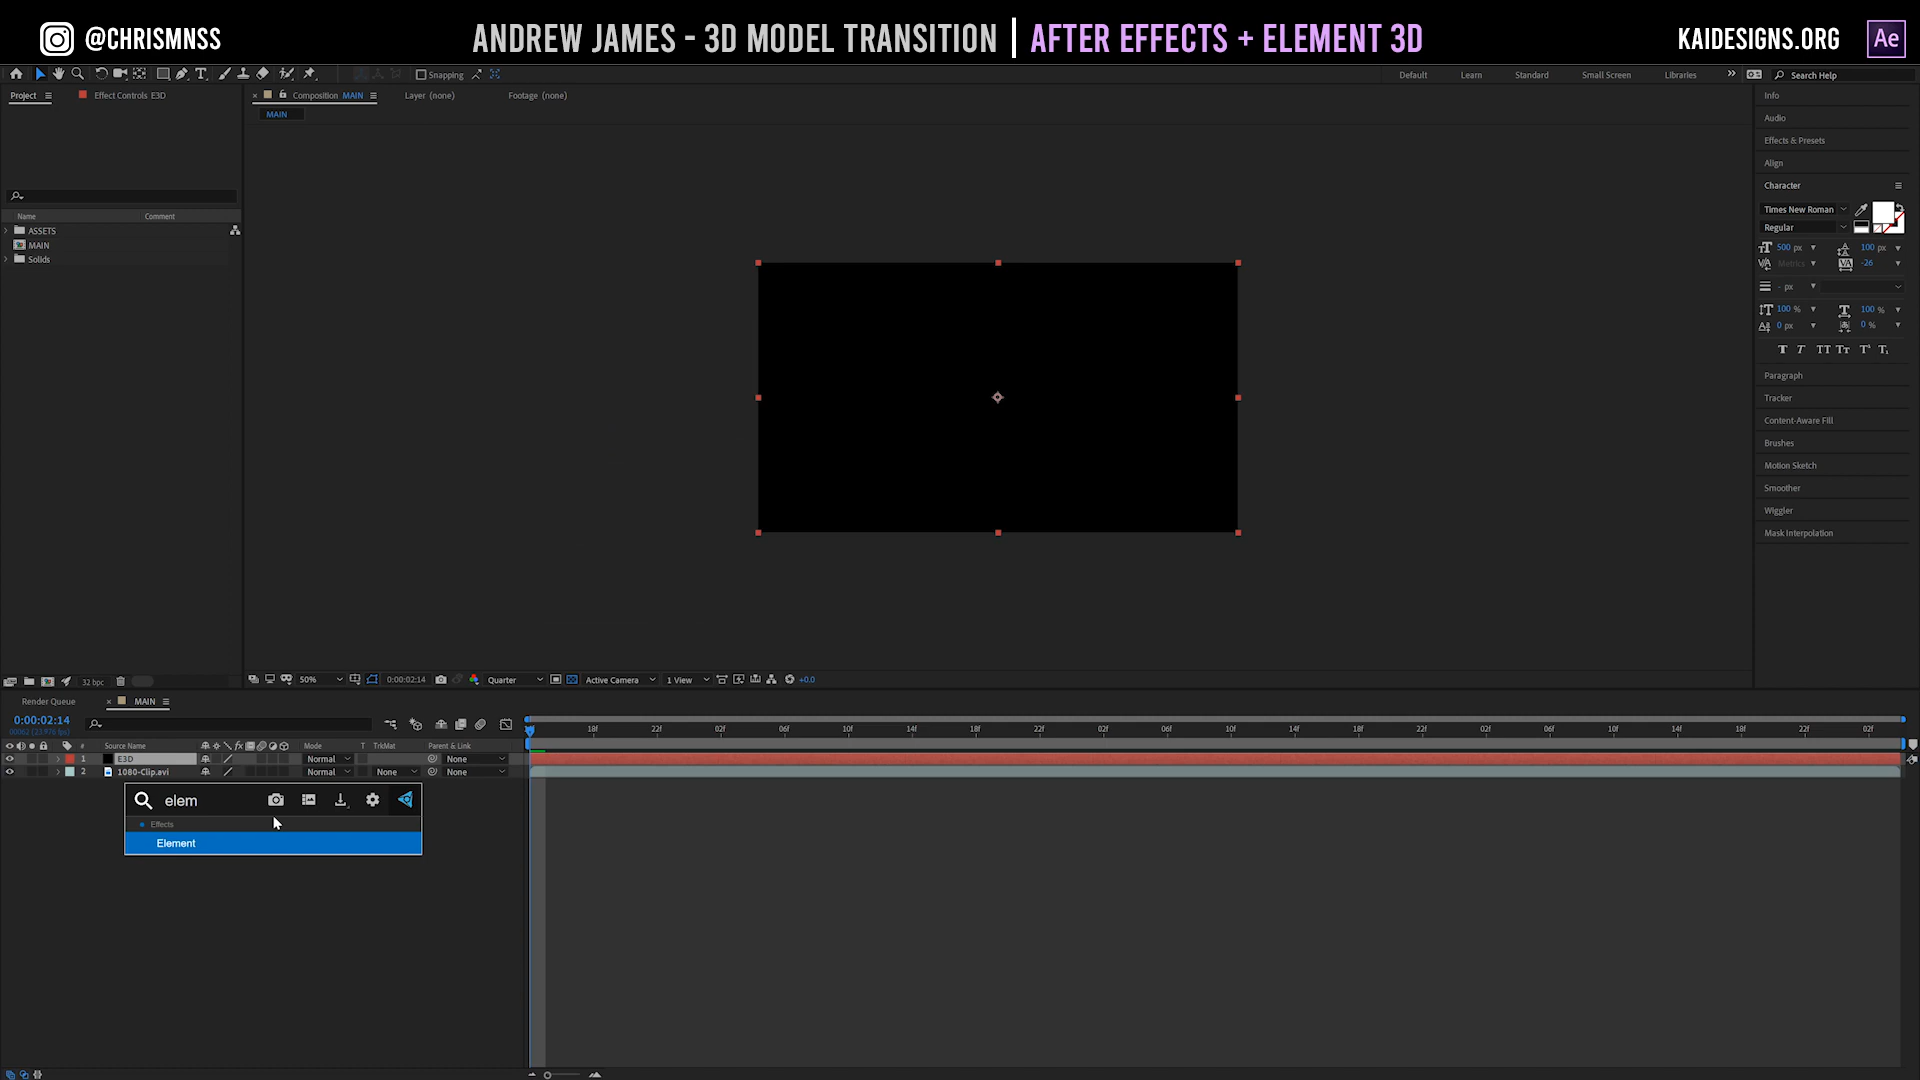 @CHRISMNSS
ANDREW JAMES - 3D MODEL TRANSITION | AFTER EFFECTS + ELEMENT 3D
KAIDESIGNS.ORG
Ae
Snapping
Default
Learn
Standard
Small Screen
Libraries
Search Help
Project
Effect Controls E3D
Composition MAIN
Layer (none)
Footage (none)
MAIN
Name
Comment
ASSETS
MAIN
Solids
Info
Audio
Effects & Presets
Align
Character
Times New Roman
Regular
500 px
100 px
Metrics
-26
- px
100 %
100 %
0 px
0 %
Paragraph
Tracker
Content-Aware Fill
Brushes
Motion Sketch
Smoother
Wiggler
Mask Interpolation
32 bpc
50%
0:00:02:14
Quarter
Active Camera
1 View
+0.0
Render Queue
MAIN
0:00:02:14
00062 (23.976 fps)
18f 22f 02f 06f 10f 14f 18f 22f 02f 06f 10f 14f 18f 22f 02f 06f 10f 14f 18f 22f 02f
# Source Name
Mode
T TrkMat
Parent & Link
1 E3D
Normal
None
2 1080-Clip.avi
Normal
None
None
elem
Effects
Element